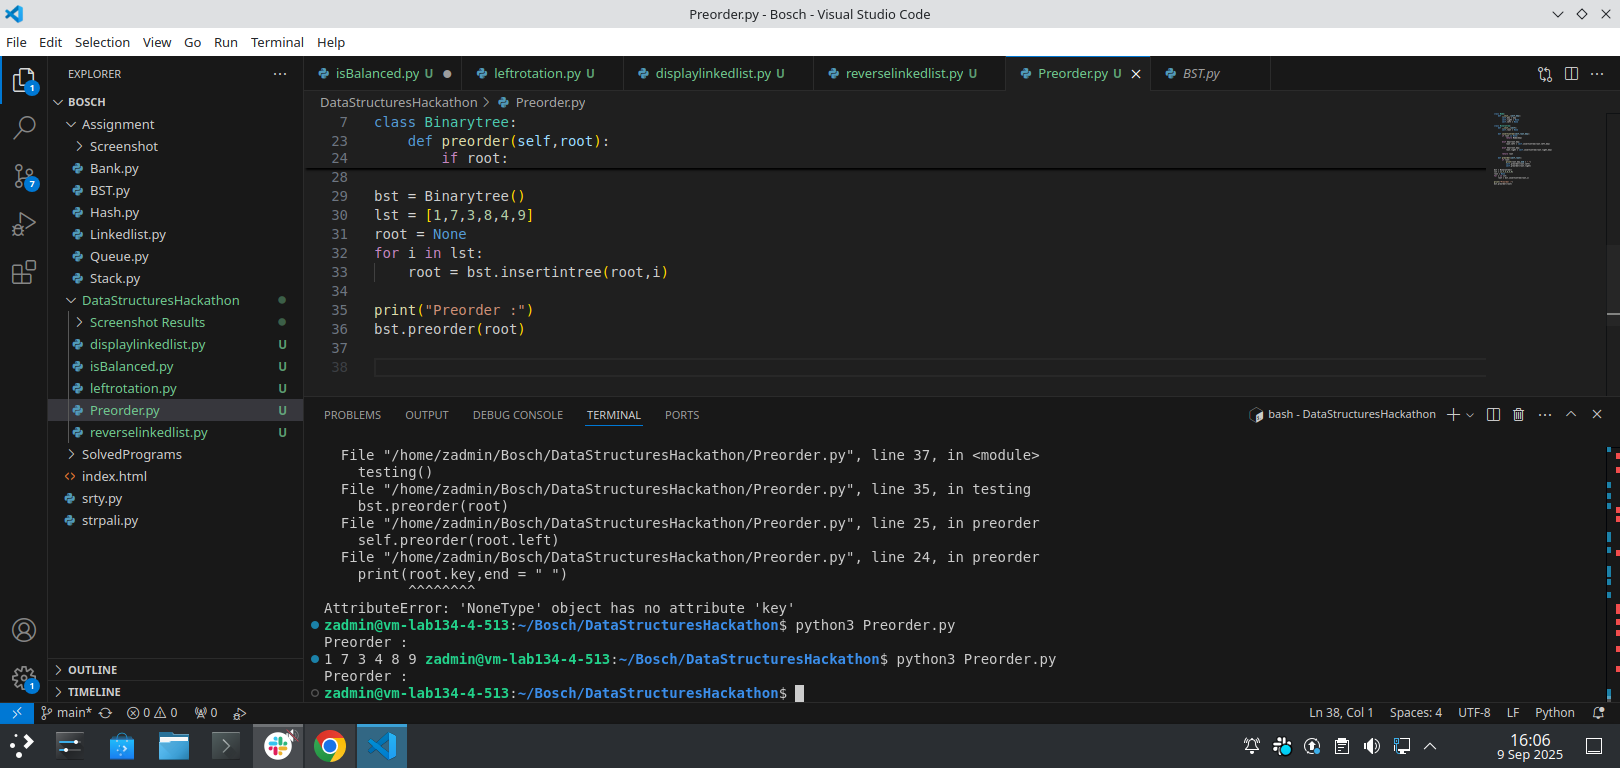 Preorder.py - Bosch - Visual Studio Code
File Edit Selection View Go Run Terminal Help
1
7
1
EXPLORER
BOSCH
Assignment
Screenshot
Bank.py
BST.py
Hash.py
Linkedlist.py
Queue.py
Stack.py
DataStructuresHackathon
Screenshot Results
displaylinkedlist.py U
isBalanced.py U
leftrotation.py U
Preorder.py U
reverselinkedlist.py U
SolvedPrograms
<> index.html
srty.py
strpali.py
OUTLINE
TIMELINE
isBalanced.py U leftrotation.py U displaylinkedlist.py U reverselinkedlist.py U Preorder.py U BST.py
DataStructuresHackathon > Preorder.py
7 class Binarytree:
23 def preorder(self,root):
24 if root:
28
29 bst = Binarytree()
30 lst = [1,7,3,8,4,9]
31 root = None
32 for i in lst:
33 root = bst.insertintree(root,i)
34
35 print("Preorder :")
36 bst.preorder(root)
37
38
PROBLEMS OUTPUT DEBUG CONSOLE TERMINAL PORTS bash - DataStructuresHackathon
File "/home/zadmin/Bosch/DataStructuresHackathon/Preorder.py", line 37, in <module>
testing()
File "/home/zadmin/Bosch/DataStructuresHackathon/Preorder.py", line 35, in testing
bst.preorder(root)
File "/home/zadmin/Bosch/DataStructuresHackathon/Preorder.py", line 25, in preorder
self.preorder(root.left)
File "/home/zadmin/Bosch/DataStructuresHackathon/Preorder.py", line 24, in preorder
print(root.key,end = " ")
^^^^^^^^
AttributeError: 'NoneType' object has no attribute 'key'
zadmin@vm-lab134-4-513:~/Bosch/DataStructuresHackathon$ python3 Preorder.py
Preorder :
1 7 3 4 8 9 zadmin@vm-lab134-4-513:~/Bosch/DataStructuresHackathon$ python3 Preorder.py
Preorder :
zadmin@vm-lab134-4-513:~/Bosch/DataStructuresHackathon$
main* 0 0 0 Ln 38, Col 1 Spaces: 4 UTF-8 LF Python
16:06
9 Sep 2025